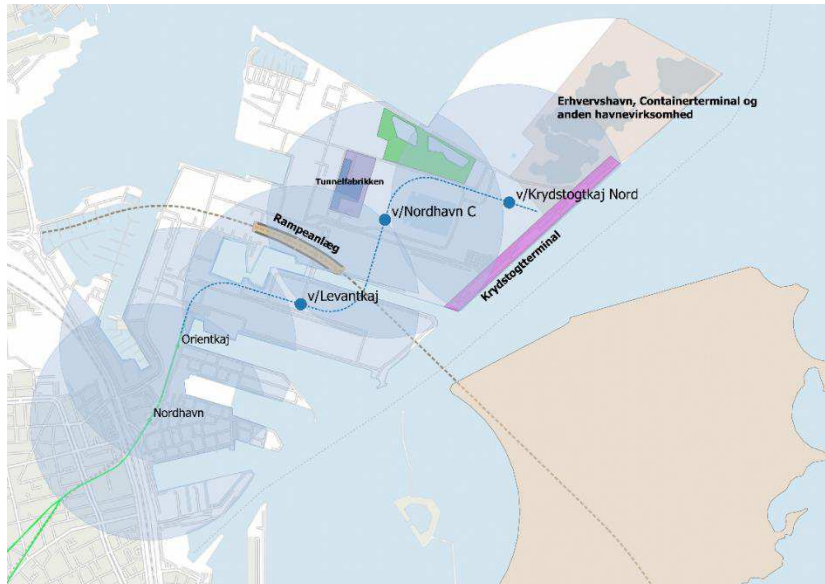 Erhvervshavn, Containerterminal og
anden havnevirksomhed
Tunnelfabrikken
v/Krydstogtkaj Nord
v/Nordhavn C
Rampeanlæg
Krydstogtterminal
v/Levantkaj
Orientkaj
Nordhavn